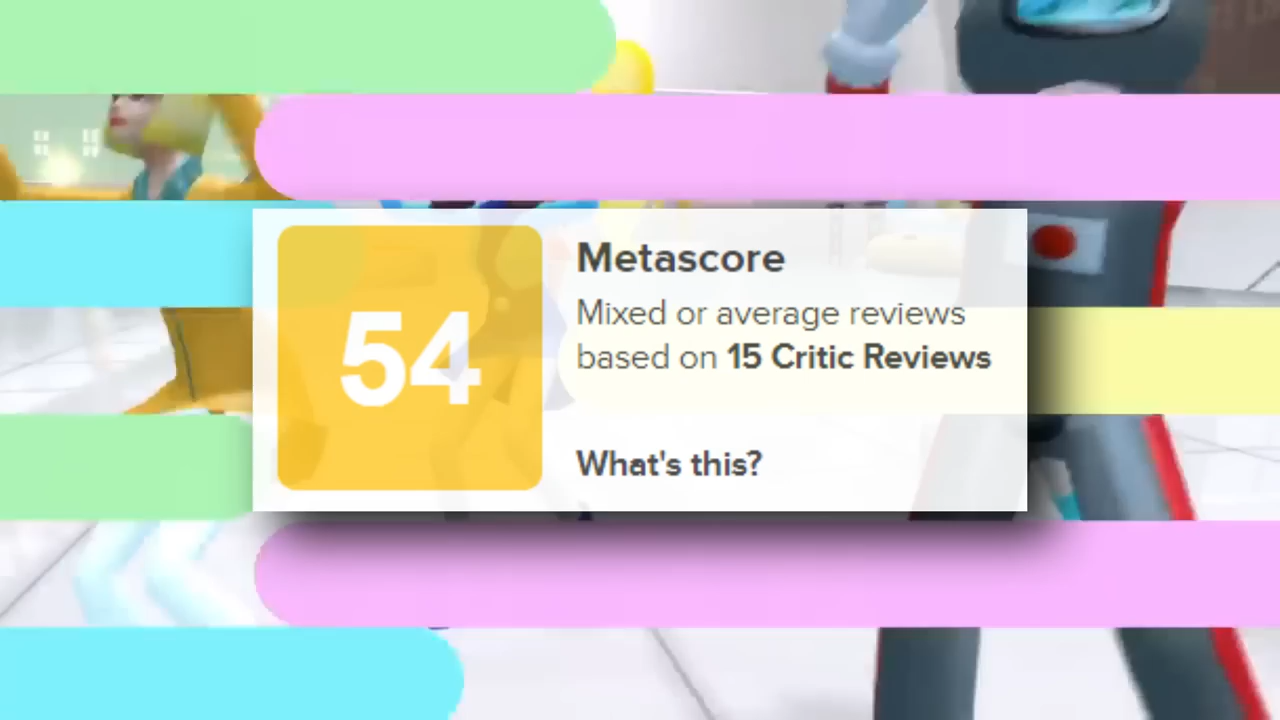 54
Metascore
Mixed or average reviews
based on 15 Critic Reviews
What's this?